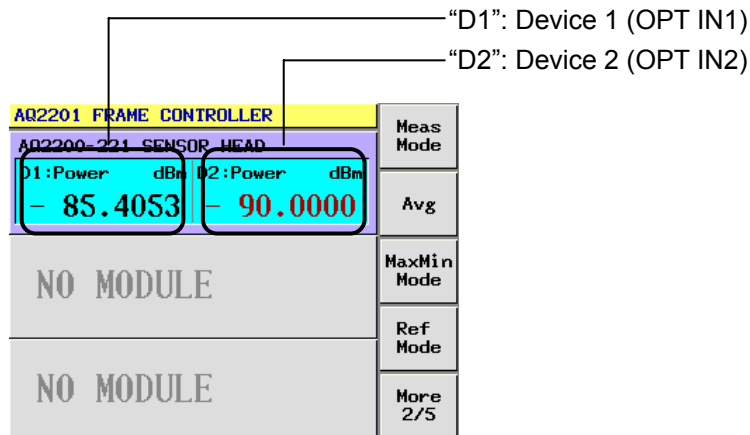 “D1”: Device 1 (OPT IN1)
“D2”: Device 2 (OPT IN2)
AQ2201 FRAME CONTROLLER
AQ2200-221 SENSOR HEAD
D1:Power dBm D2:Power dBm
- 85.4053 - 90.0000
NO MODULE
NO MODULE
Meas
Mode
Avg
MaxMin
Mode
Ref
Mode
More
2/5